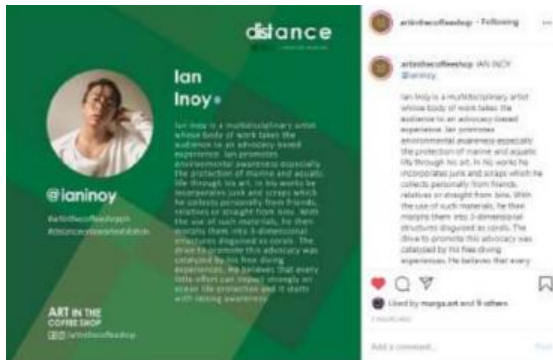 distance
Ian
Inoy
Ian Inoy is a multidisciplinary artist
whose body of work takes the
audience to an advocacy based
experience. Ian promotes
environmental awareness especially
the protection of marine and aquatic
life through his art. In his works he
incorporates junk and scraps which
he collects personally from friends,
relatives or straight from bins. With
the use of such materials, he then
morphs them into 3-dimensional
structures disguised as corals. The
drive to promote this advocacy was
catalyzed by his free diving
experiences. He believes that every
little effort can impact strongly on
ocean life protection and it starts
with raising awareness.
@ianinoy
ART IN THE
COFFEE SHOP
/artinthecoffeeshop
artinthecoffeeshop • Following
artinthecoffeeshop IAN INOY
@ianinoy
Ian Inoy is a multidisciplinary artist
whose body of work takes the
audience to an advocacy based
experience. Ian promotes
environmental awareness especially
the protection of marine and aquatic
life through his art. In his works he
incorporates junk and scraps which he
collects personally from friends,
relatives or straight from bins. With
the use of such materials, he then
morphs them into 3-dimensional
structures disguised as corals. The
drive to promote this advocacy was
catalyzed by his free diving
experiences. He believes that every
Liked by marga.art and 9 others
Add a comment...
Post